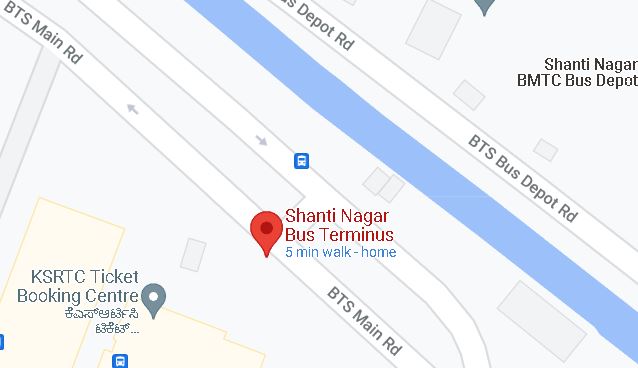 BTS Main Rd
Bus Depot Rd
Shanti Nagar
BMTC Bus Depot
BTS Bus Depot Rd
Shanti Nagar
Bus Terminus
5 min walk - home
KSRTC Ticket
Booking Centre
ಕೆಎಸ್ಆರ್ಟಿಸಿ
ಟಿಕೆಟ್...
BTS Main Rd